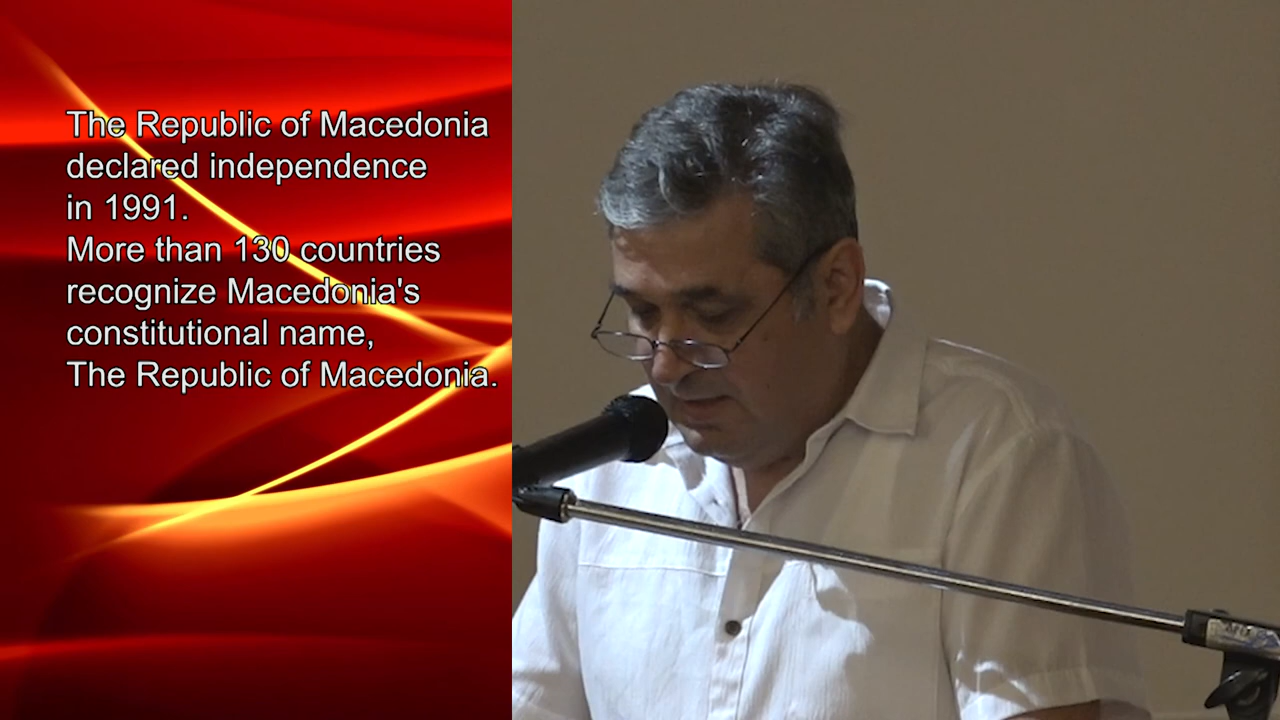 The Republic of Macedonia
declared independence
in 1991.
More than 130 countries
recognize Macedonia's
constitutional name,
The Republic of Macedonia.